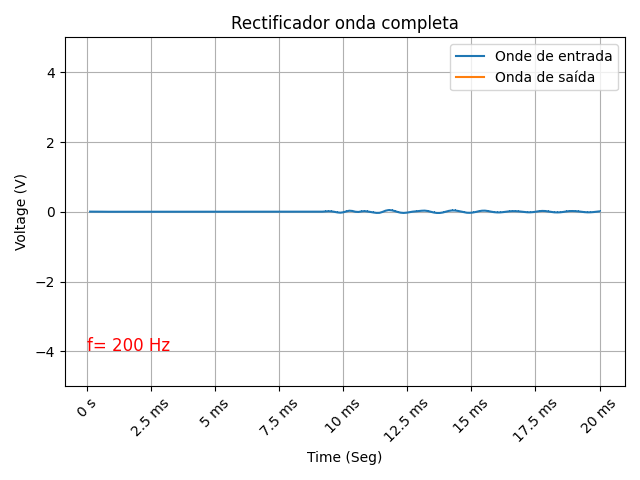 Rectificador onda completa
Onde de entrada
Onda de saída
Voltage (V)
4
2
0
−2
−4
f= 200 Hz
0 s
2.5 ms
5 ms
7.5 ms
10 ms
12.5 ms
15 ms
17.5 ms
20 ms
Time (Seg)